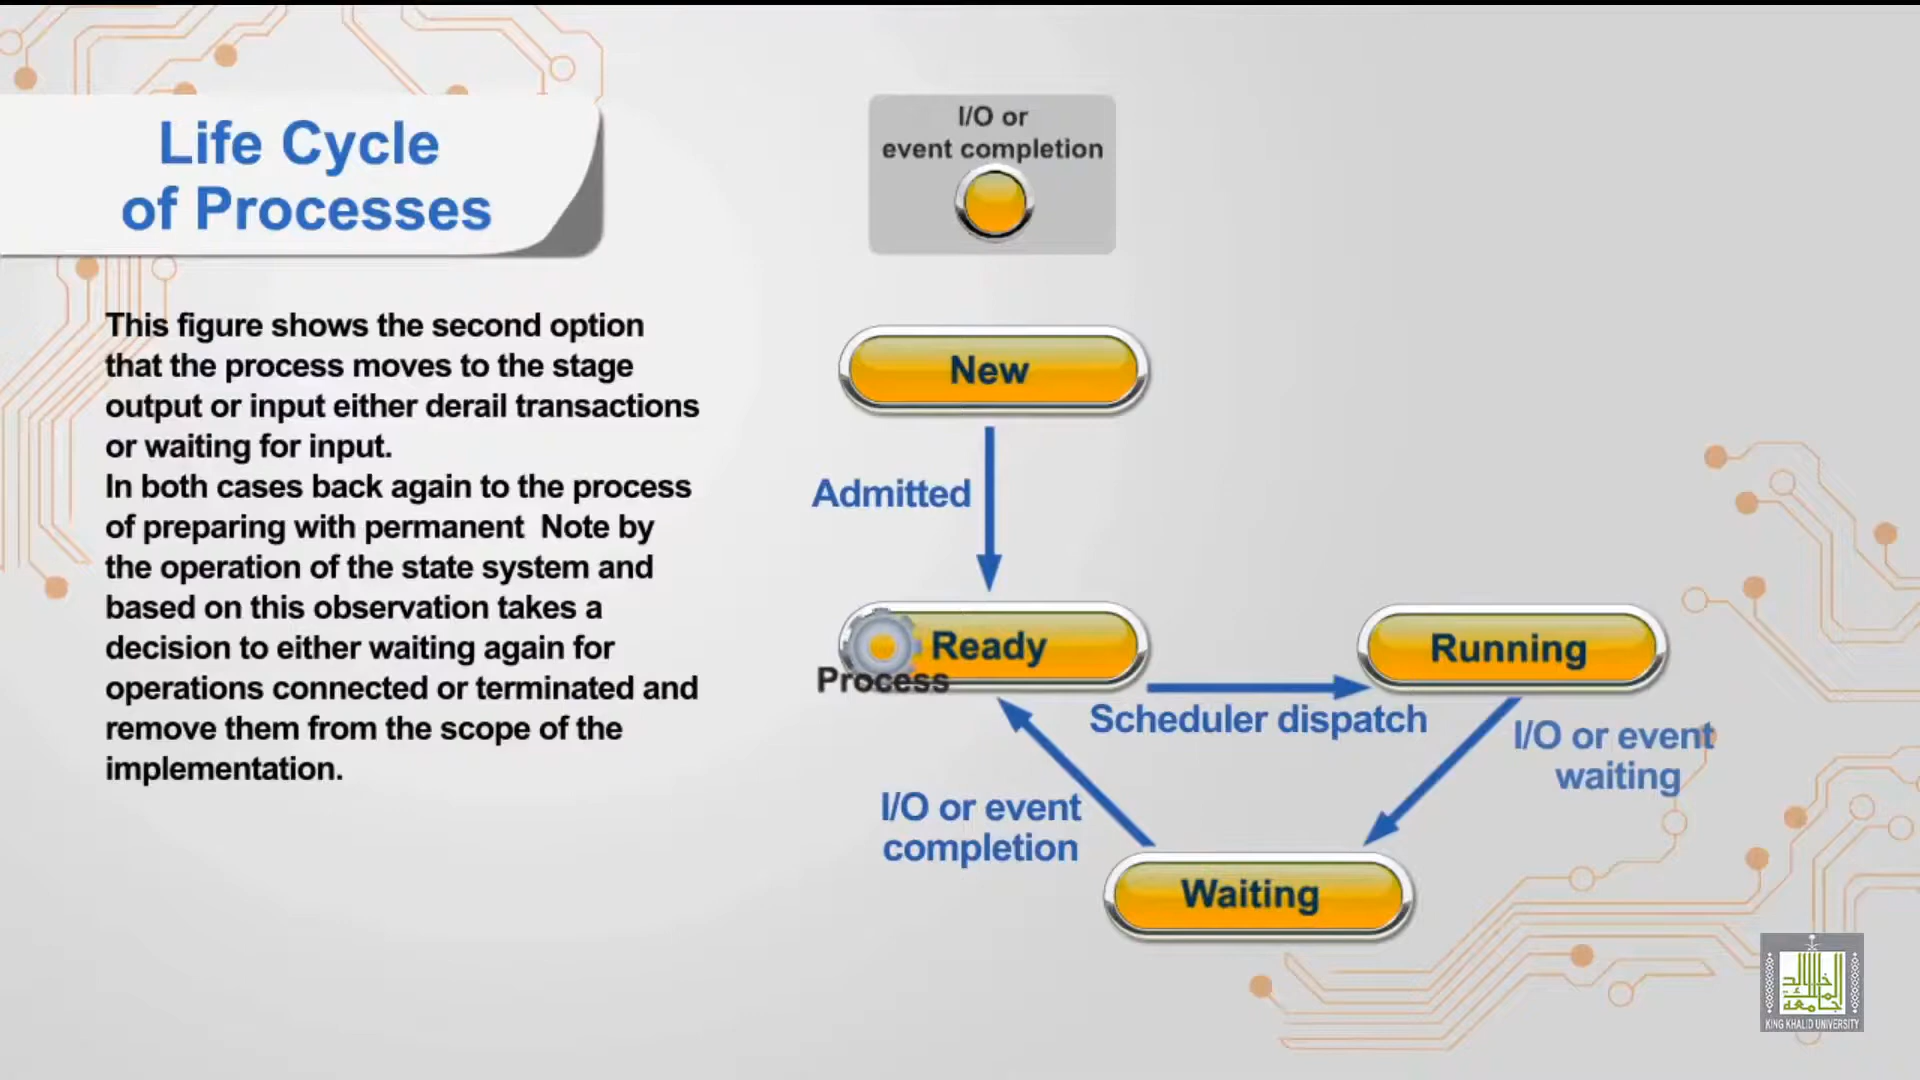 Life Cycle
of Processes
This figure shows the second option
that the process moves to the stage
output or input either derail transactions
or waiting for input.
In both cases back again to the process
of preparing with permanent  Note by
the operation of the state system and
based on this observation takes a
decision to either waiting again for
operations connected or terminated and
remove them from the scope of the
implementation.
I/O or
event completion
New
Admitted
Ready
Process
Running
Scheduler dispatch
I/O or event
waiting
I/O or event
completion
Waiting
جامعة
الملك
خالد
KING KHALID UNIVERSITY